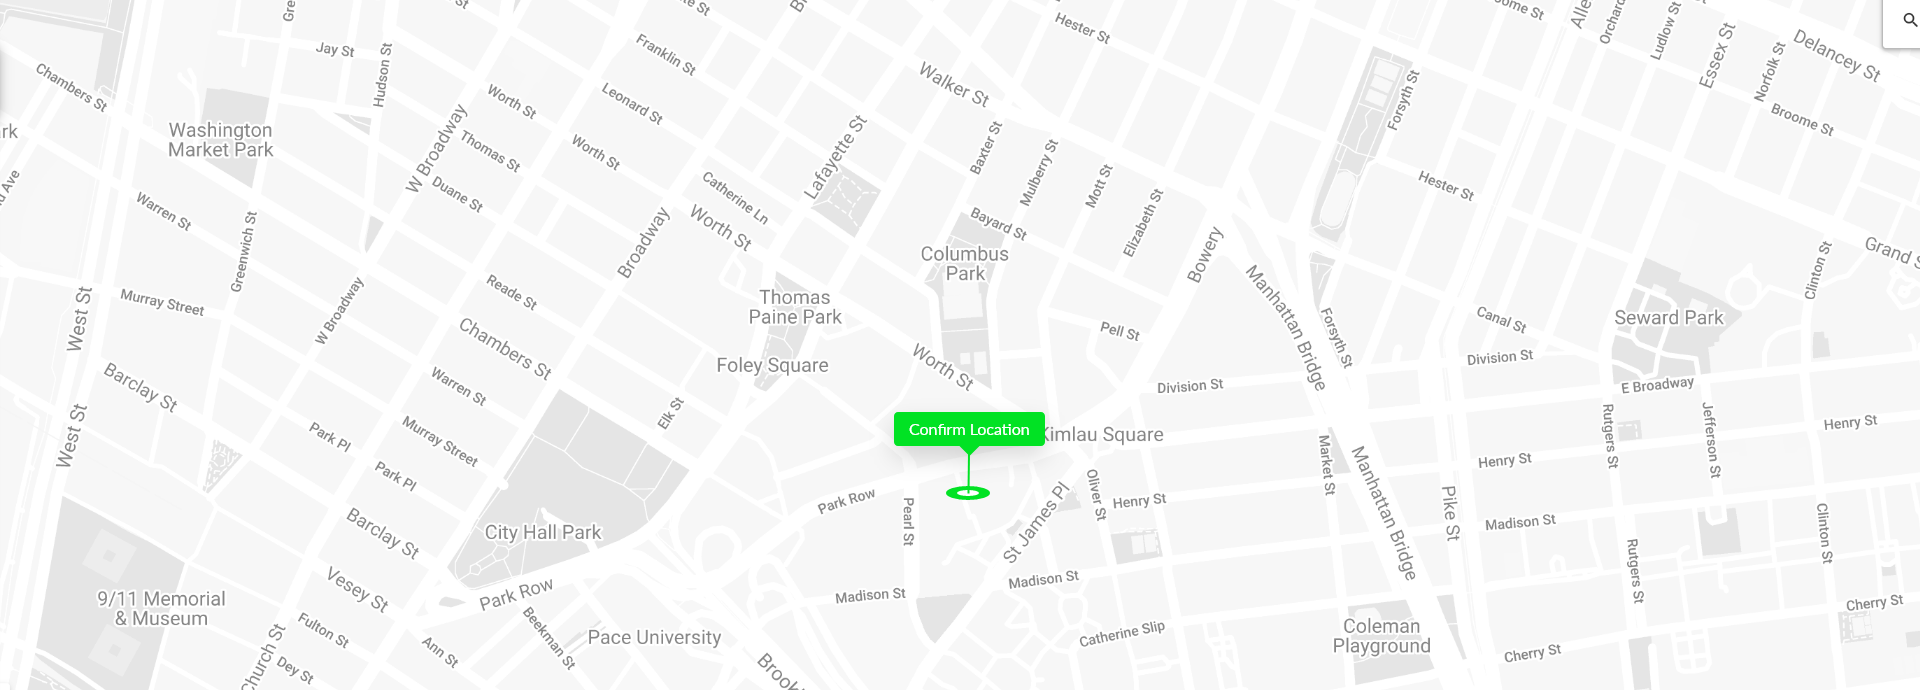 Jay St
Hudson St
Chambers St
Washington
Market Park
W Broadway
Franklin St
Leonard St
Worth St
Thomas St
Worth St
Duane St
Catherine Ln
Worth St
Lafayette St
Walker St
Hester St
Baxter St
Mulberry St
Mott St
Elizabeth St
Bayard St
Columbus
Park
Bowery
Forsyth St
Hester St
Orchard
Ludlow St
Essex St
Norfolk St
Delancey St
Broome St
oome St
Alle
Grand S
Clinton St
Warren St
Greenwich St
Broadway
West St
Murray Street
W Broadway
Reade St
Chambers St
Thomas
Paine Park
Foley Square
Worth St
Pell St
Manhattan Bridge
Forsyth St
Canal St
Seward Park
Division St
Division St
E Broadway
Barclay St
West St
Warren St
Murray St
Park Pl
Park Pl
Elk St
Confirm Location
Kimlau Square
Rutgers St
Jefferson St
Henry St
Henry St
Henry St
Market St
Manhattan Bridge
Pike St
Oliver St
Park Row
Pearl St
St James Pl
Madison St
Clinton St
Barclay St
City Hall Park
Vesey St
Park Row
9/11 Memorial
& Museum
Fulton St
Dey St
Church St
Ann St
Beekman St
Pace University
Brook
Madison St
Madison St
Catherine Slip
Coleman
Playground
Rutgers St
Cherry St
Cherry St